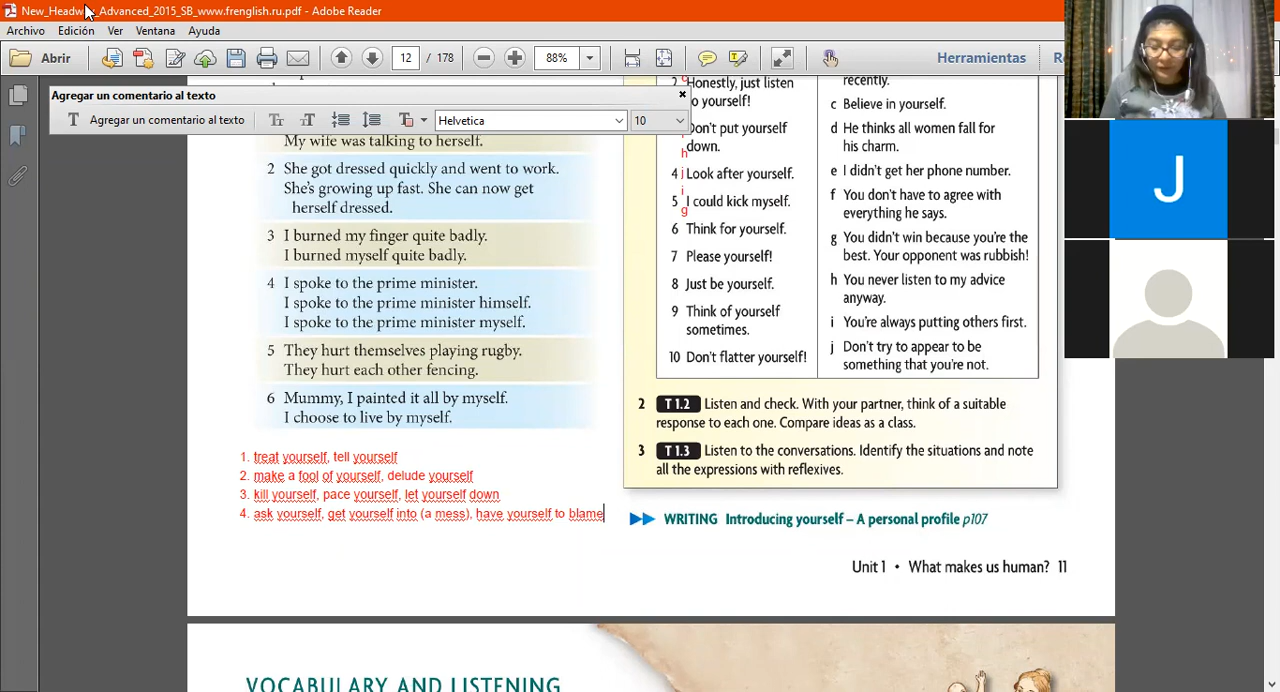 New_Headw_Advanced_2015_SB_www.frenglish.ru.pdf - Adobe Reader
Archivo Edición Ver Ventana Ayuda
Abrir 12 / 178 88% Herramientas
Agregar un comentario al texto
Agregar un comentario al texto Helvetica 10
My wife was talking to herself.
2 She got dressed quickly and went to work.
She's growing up fast. She can now get
herself dressed.
3 I burned my finger quite badly.
I burned myself quite badly.
4 I spoke to the prime minister.
I spoke to the prime minister himself.
I spoke to the prime minister myself.
5 They hurt themselves playing rugby.
They hurt each other fencing.
6 Mummy, I painted it all by myself.
I choose to live by myself.
1. treat yourself, tell yourself
2. make a fool of yourself, delude yourself
3. kill yourself, pace yourself, let yourself down
4. ask yourself, get yourself into (a mess), have yourself to blame
2 Honestly, just listen
to yourself!
Don't put yourself
down.
h
4 Look after yourself.
j
i
5 I could kick myself.
g
6 Think for yourself.
7 Please yourself!
8 Just be yourself.
9 Think of yourself
sometimes.
10 Don't flatter yourself!
recently.
c Believe in yourself.
d He thinks all women fall for
his charm.
e I didn't get her phone number.
f You don't have to agree with
everything he says.
g You didn't win because you're the
best. Your opponent was rubbish!
h You never listen to my advice
anyway.
i You're always putting others first.
j Don't try to appear to be
something that you're not.
2 T 1.2 Listen and check. With your partner, think of a suitable
response to each one. Compare ideas as a class.
3 T 1.3 Listen to the conversations. Identify the situations and note
all the expressions with reflexives.
WRITING Introducing yourself – A personal profile p107
Unit 1 • What makes us human? 11
VOCABULARY AND LISTENING
J